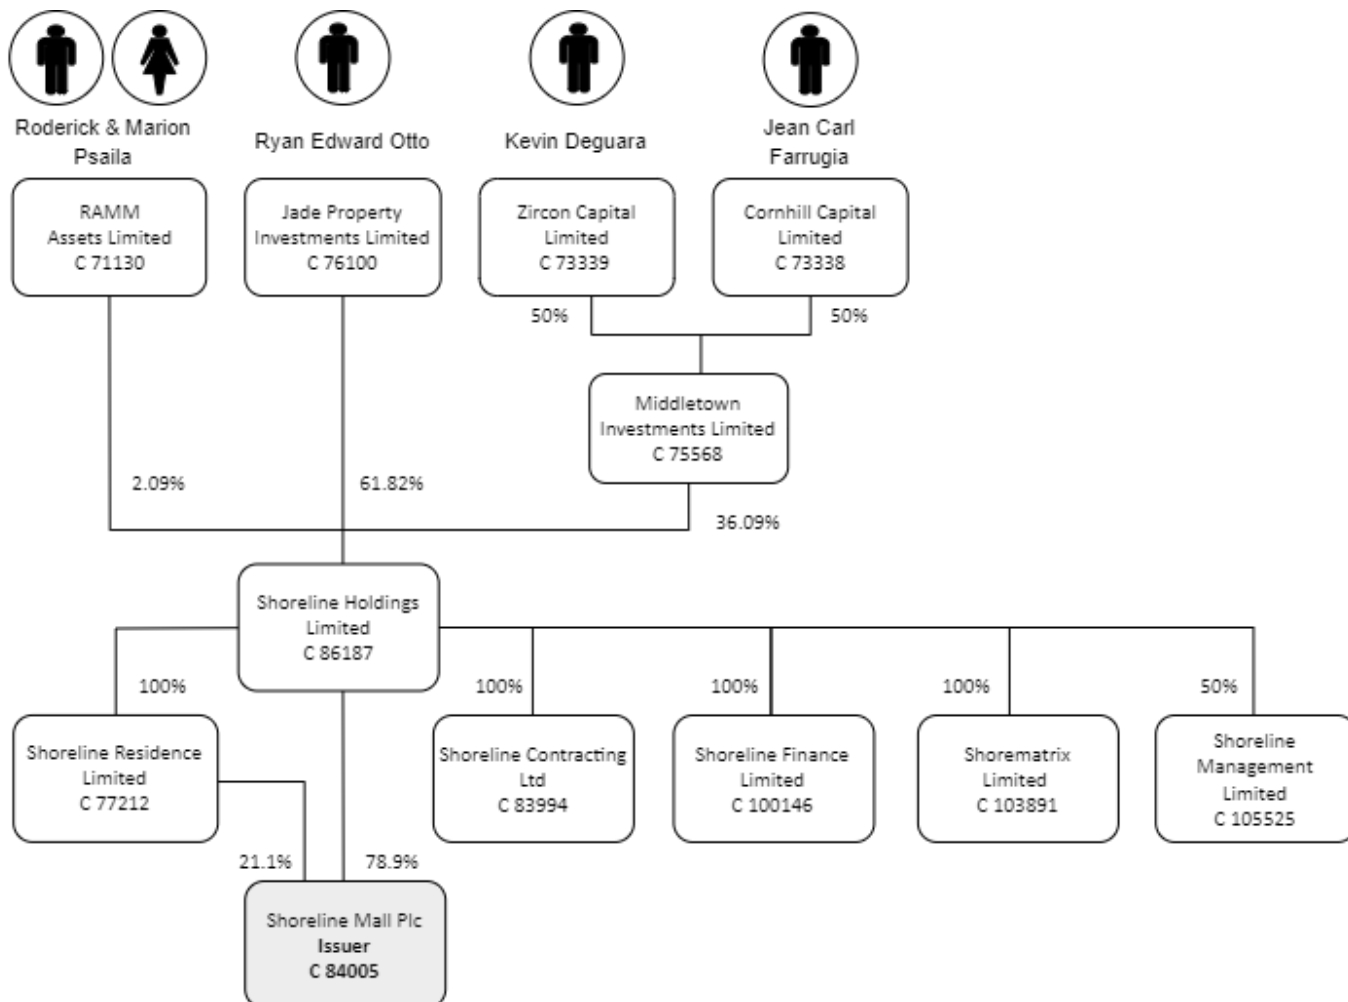 Roderick & Marion
Psaila
Ryan Edward Otto
Kevin Deguara
Jean Carl
Farrugia
RAMM
Assets Limited
C 71130
Jade Property
Investments Limited
C 76100
Zircon Capital
Limited
C 73339
Cornhill Capital
Limited
C 73338
50%
50%
Middletown
Investments Limited
C 75568
2.09%
61.82%
36.09%
Shoreline Holdings
Limited
C 86187
100%
100%
100%
100%
50%
Shoreline Residence
Limited
C 77212
Shoreline Contracting
Ltd
C 83994
Shoreline Finance
Limited
C 100146
Shorematrix
Limited
C 103891
Shoreline
Management
Limited
C 105525
21.1%
78.9%
Shoreline Mall Plc
Issuer
C 84005